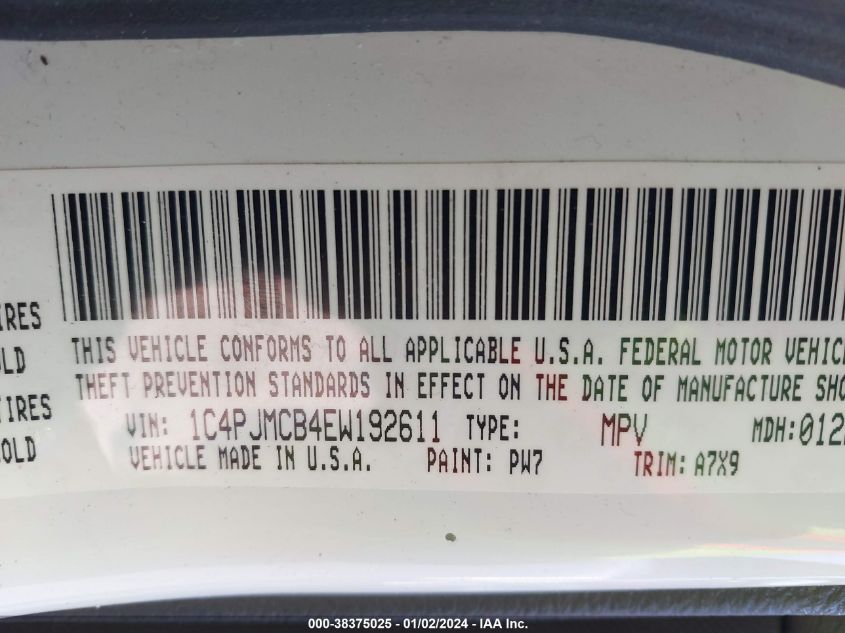 IRES
THIS VEHICLE CONFORMS TO ALL APPLICABLE U.S.A. FEDERAL MOTOR VEHIC
OLD
THEFT PREVENTION STANDARDS IN EFFECT ON THE DATE OF MANUFACTURE SHO
TIRES
VIN: 1C4PJMCB4EW192611 TYPE: MPV MDH:012
OLD
VEHICLE MADE IN U.S.A. PAINT: PW7 TRIM: A7X9
000-38375025 - 01/02/2024 - IAA Inc.